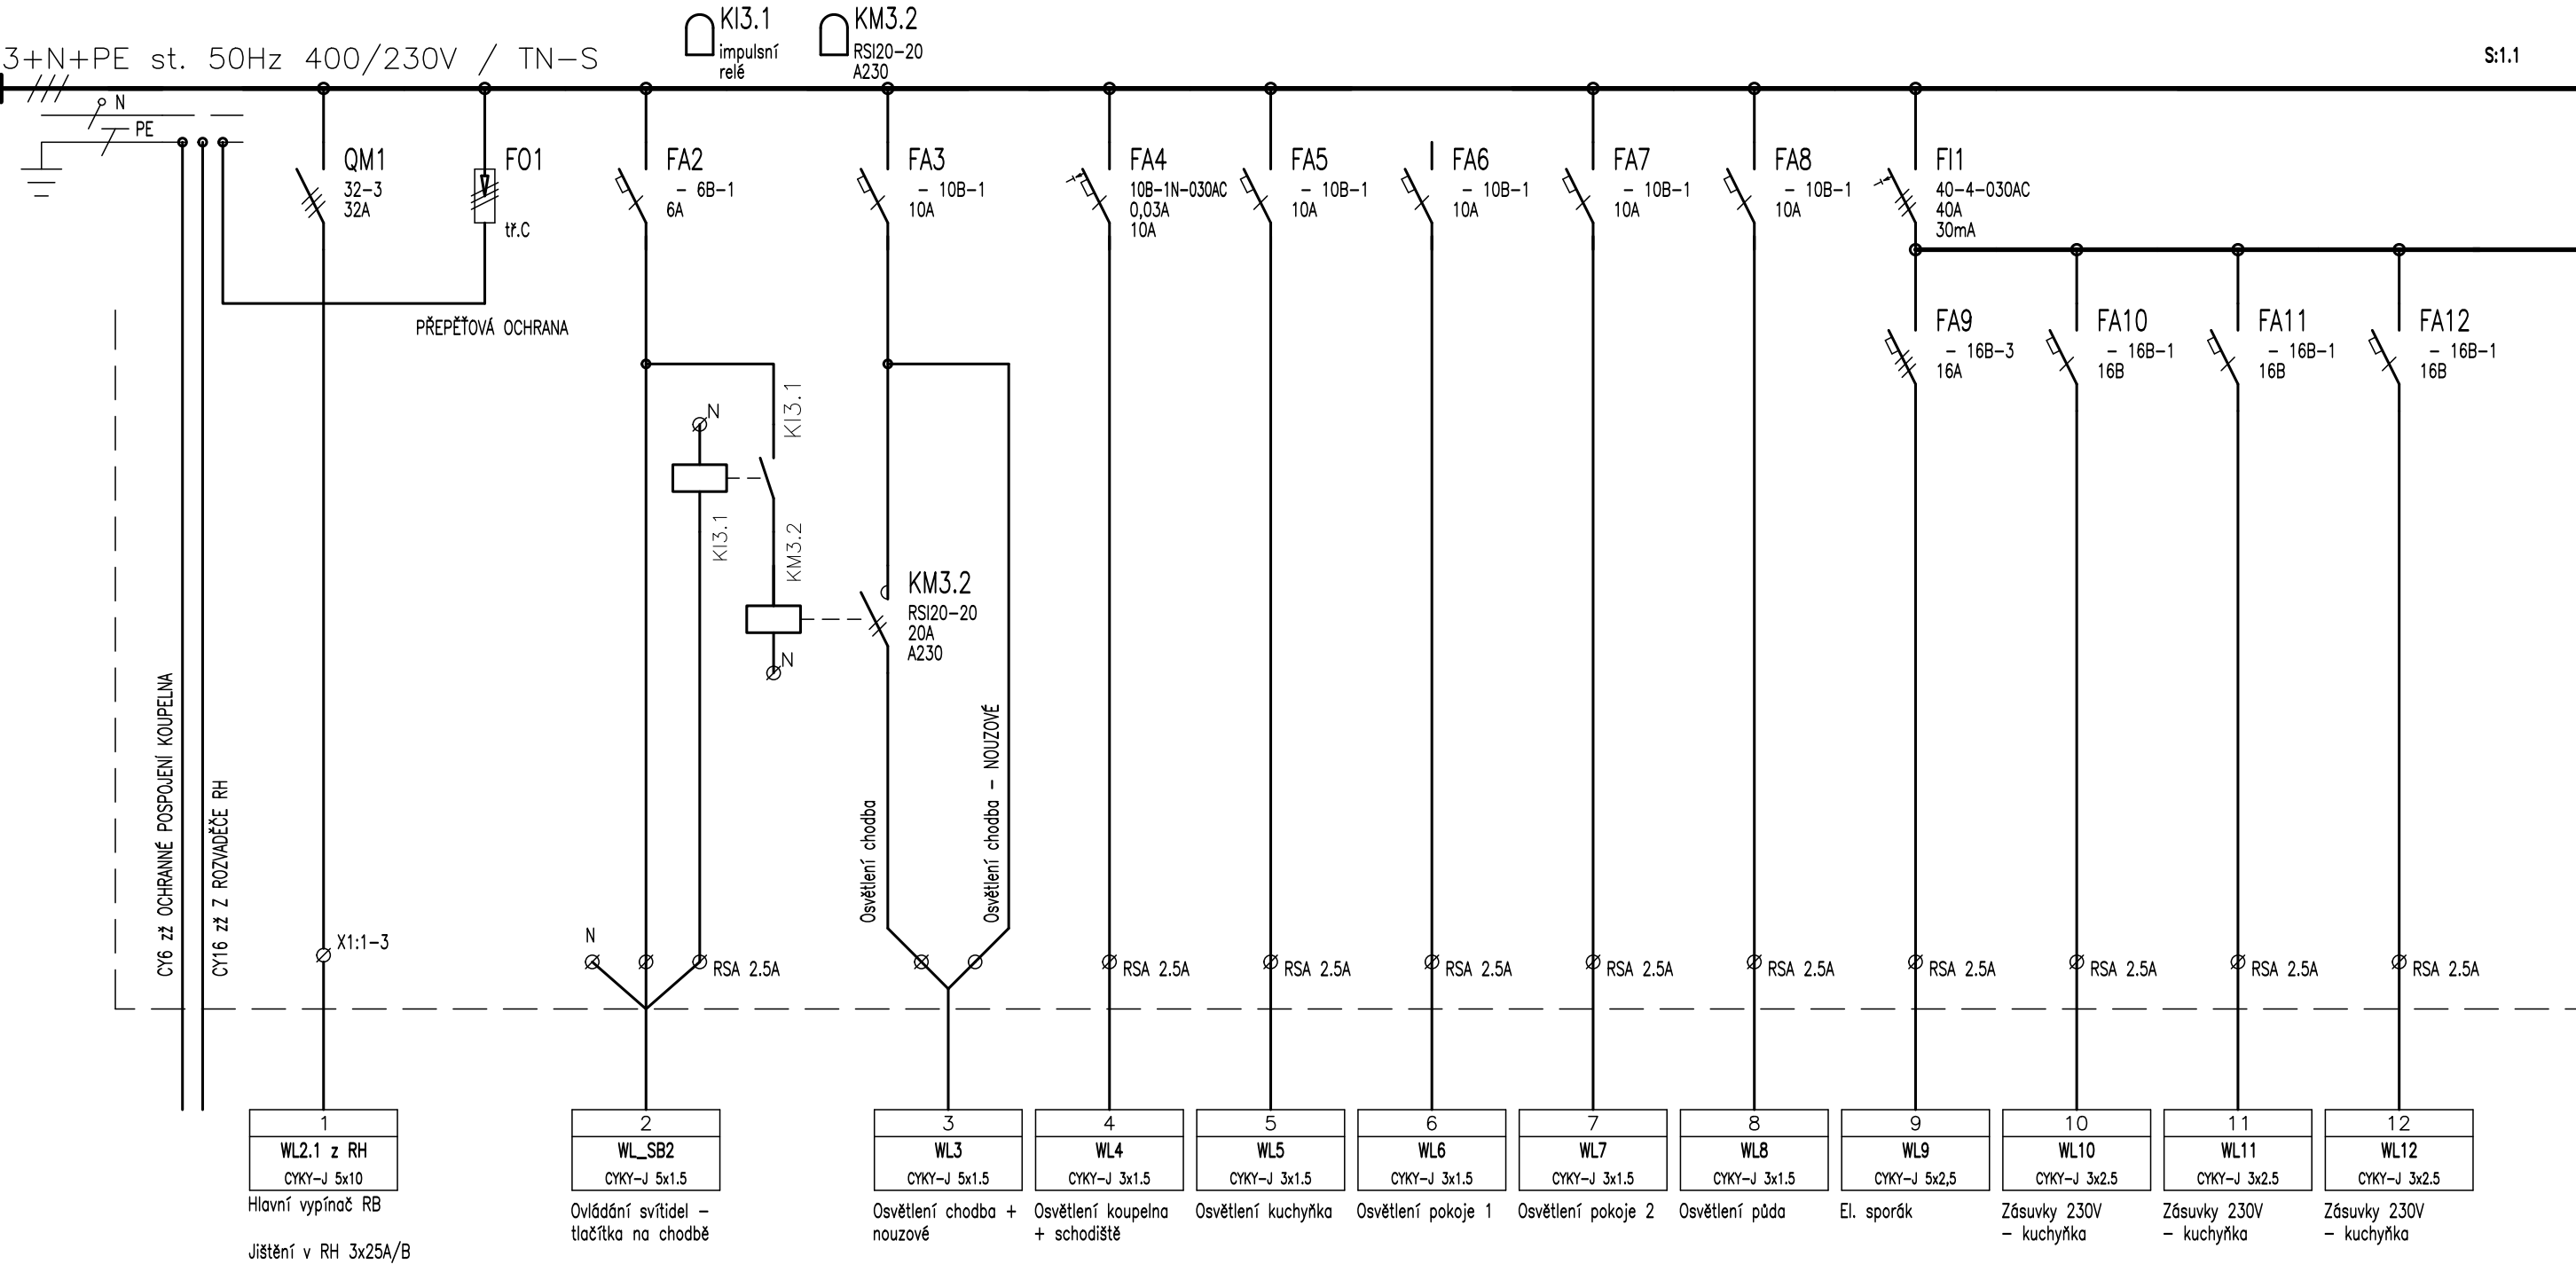 KI3.1
impulsní
relé
KM3.2
RSI20-20
A230
3+N+PE st. 50Hz 400/230V / TN-S
S:1.1
N
PE
QM1
32-3
32A
FO1
tř.C
FA2
- 6B-1
6A
FA3
- 10B-1
10A
FA4
10B-1N-030AC
0,03A
10A
FA5
- 10B-1
10A
FA6
- 10B-1
10A
FA7
- 10B-1
10A
FA8
- 10B-1
10A
FI1
40-4-030AC
40A
30mA
PŘEPĚŤOVÁ OCHRANA
FA9
- 16B-3
16A
FA10
- 16B-1
16B
FA11
- 16B-1
16B
FA12
- 16B-1
16B
N
KI3.1
KI3.1
KM3.2
N
KM3.2
RSI20-20
20A
A230
CY6 zž OCHRANNÉ POSPOJENÍ KOUPELNA
CY16 zž Z ROZVADĚČE RH
Osvětlení chodba
Osvětlení chodba - NOUZOVÉ
X1:1-3
N
RSA 2.5A
RSA 2.5A
RSA 2.5A
RSA 2.5A
RSA 2.5A
RSA 2.5A
RSA 2.5A
RSA 2.5A
RSA 2.5A
RSA 2.5A
1
WL2.1 z RH
CYKY-J 5x10
Hlavní vypínač RB
Jištění v RH 3x25A/B
2
WL_SB2
CYKY-J 5x1.5
Ovládání svítidel -
tlačítka na chodbě
3
WL3
CYKY-J 5x1.5
Osvětlení chodba +
nouzové
4
WL4
CYKY-J 3x1.5
Osvětlení koupelna
+ schodiště
5
WL5
CYKY-J 3x1.5
Osvětlení kuchyňka
6
WL6
CYKY-J 3x1.5
Osvětlení pokoje 1
7
WL7
CYKY-J 3x1.5
Osvětlení pokoje 2
8
WL8
CYKY-J 3x1.5
Osvětlení půda
9
WL9
CYKY-J 5x2,5
El. sporák
10
WL10
CYKY-J 3x2.5
Zásuvky 230V
- kuchyňka
11
WL11
CYKY-J 3x2.5
Zásuvky 230V
- kuchyňka
12
WL12
CYKY-J 3x2.5
Zásuvky 230V
- kuchyňka